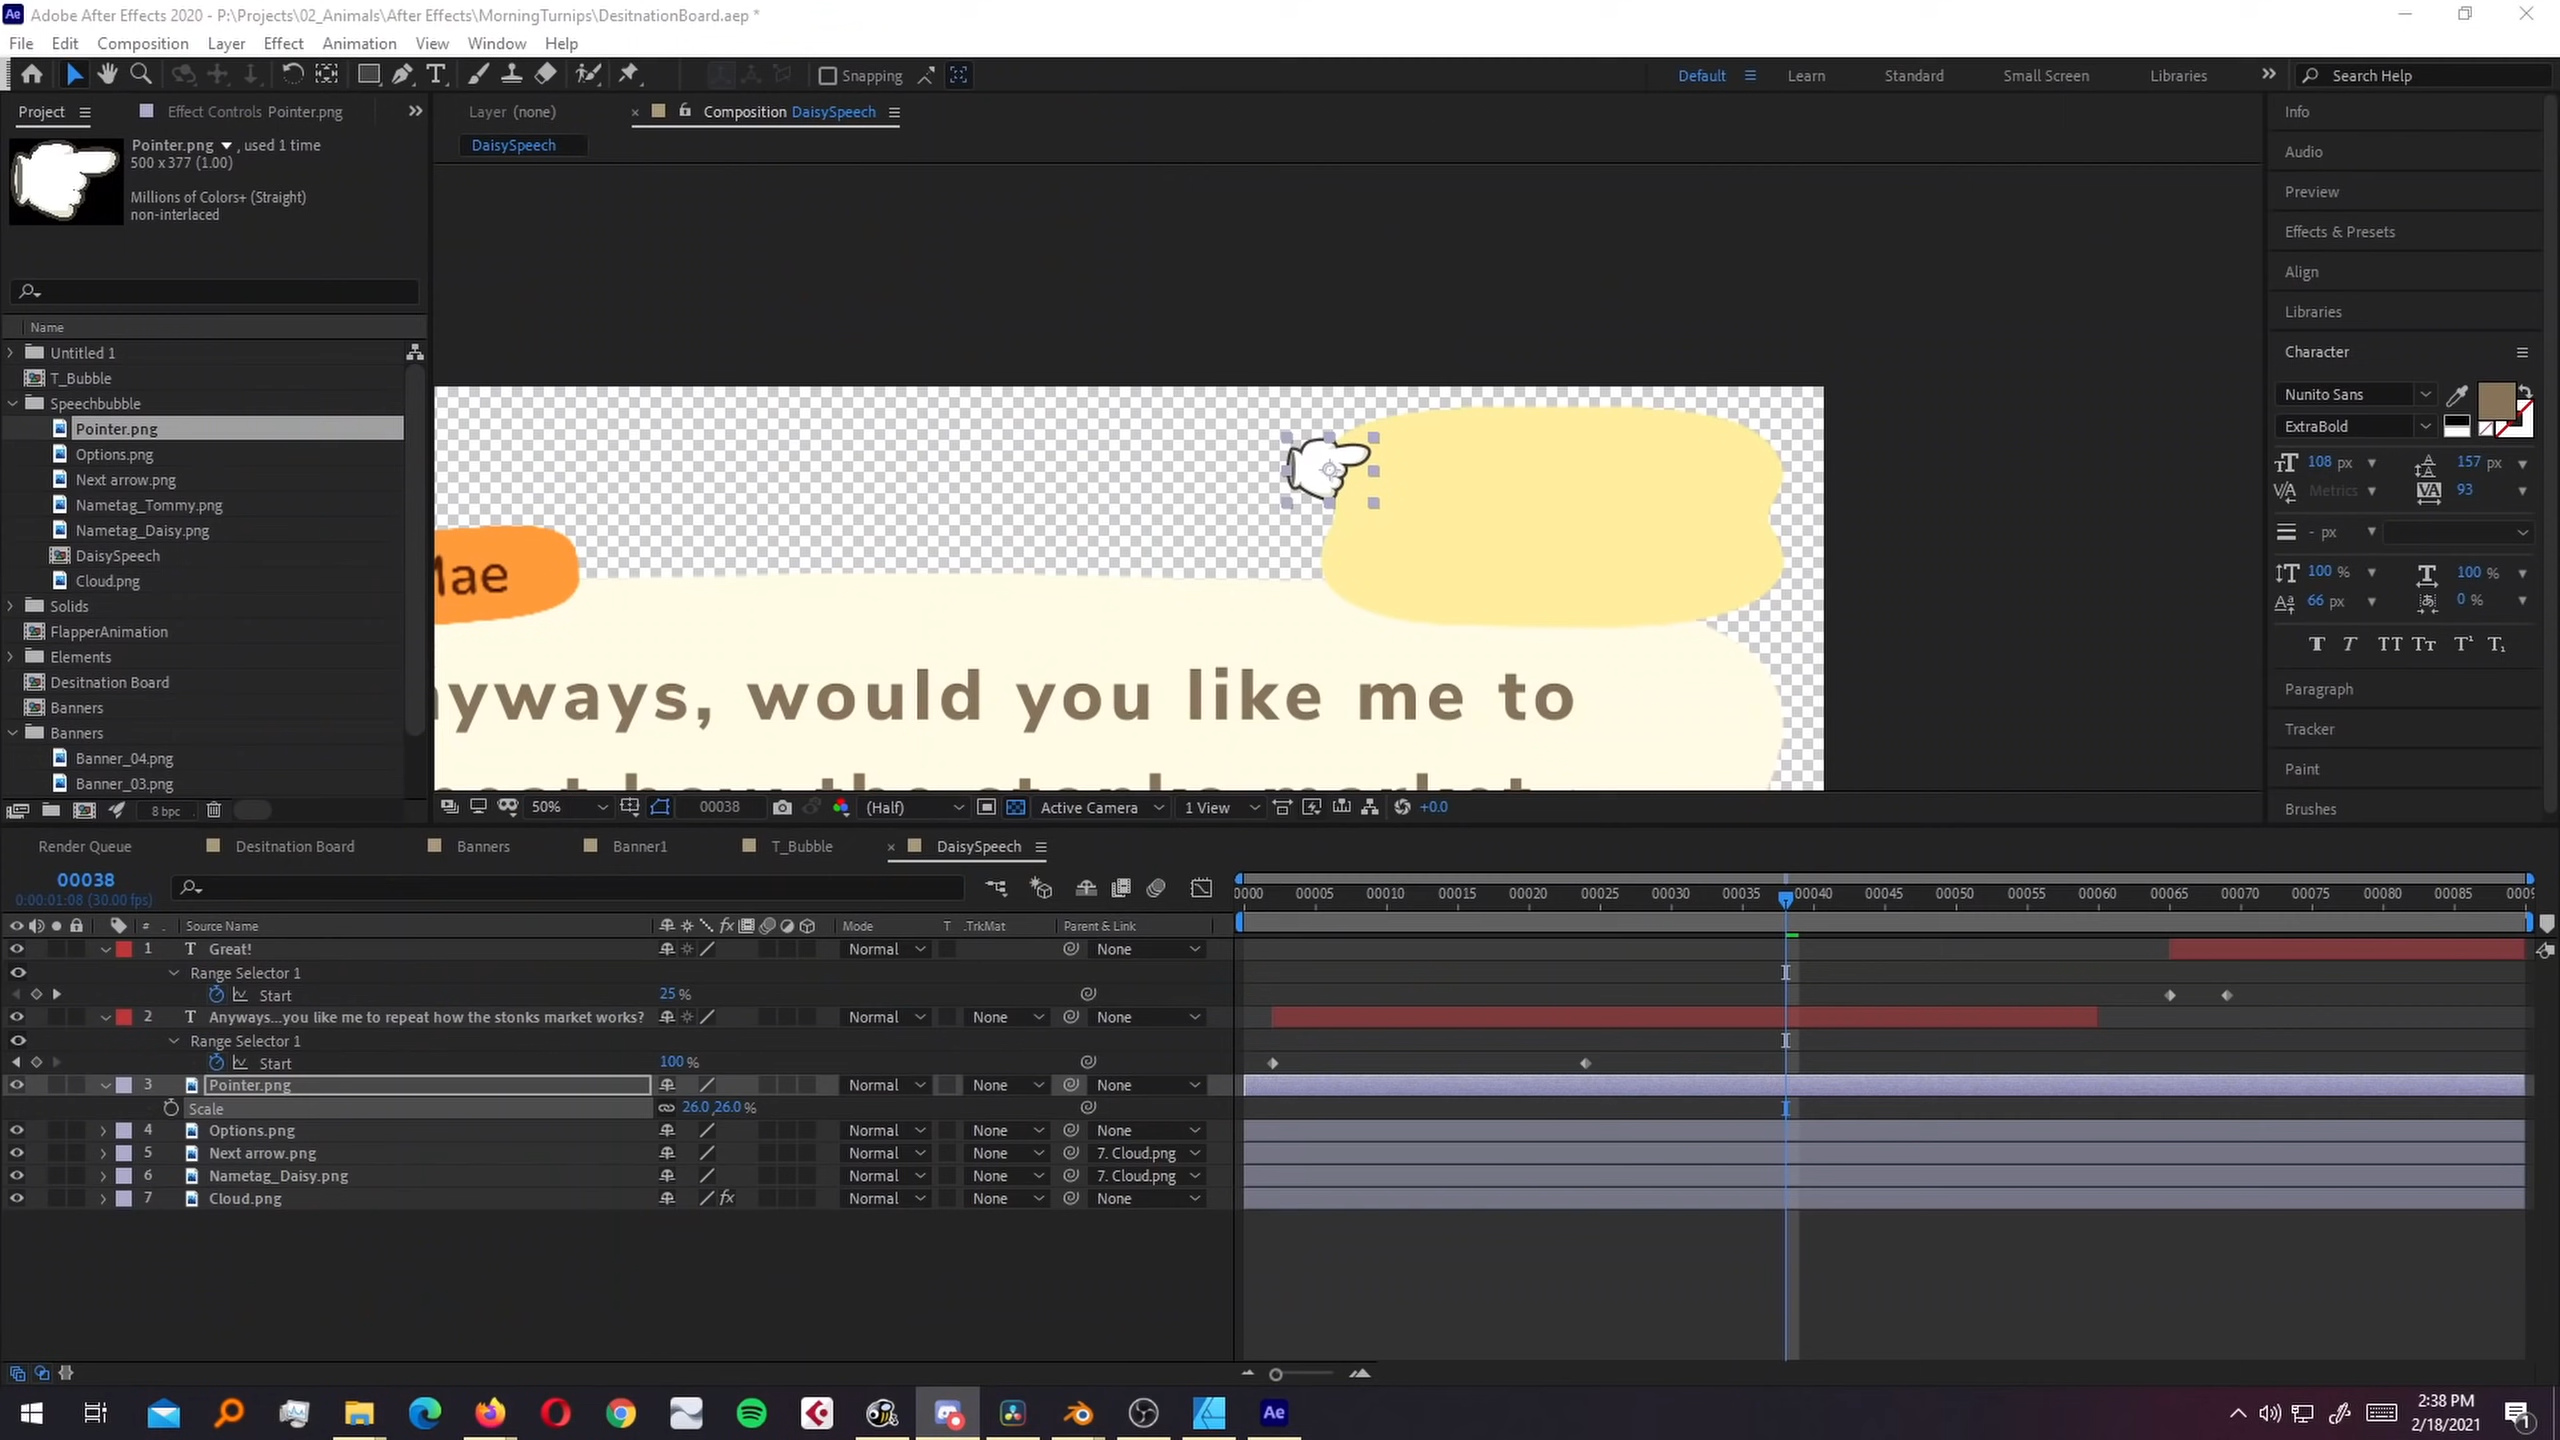 Adobe After Effects 2020 - P:\Projects\02_Animals\After Effects\MorningTurnips\DesitnationBoard.aep *
File Edit Composition Layer Effect Animation View Window Help
Snapping
Default Learn Standard Small Screen Libraries Search Help
Project Effect Controls Pointer.png
Layer (none) Composition DaisySpeech
DaisySpeech
Pointer.png , used 1 time
500 x 377 (1.00)
Millions of Colors+ (Straight)
non-interlaced
Name
Untitled 1
T_Bubble
Speechbubble
Pointer.png
Options.png
Next arrow.png
Nametag_Tommy.png
Nametag_Daisy.png
DaisySpeech
Cloud.png
Solids
FlapperAnimation
Elements
Desitnation Board
Banners
Banners
Banner_04.png
Banner_03.png
8 bpc
Mae
nyways, would you like me to
how the stonks market
50% 00038 (Half) Active Camera 1 View +0.0
Info
Audio
Preview
Effects & Presets
Align
Libraries
Character
Nunito Sans
ExtraBold
108 px 157 px
Metrics 93
- px
100 % 100 %
66 px 0 %
Paragraph
Tracker
Paint
Brushes
Render Queue Desitnation Board Banners Banner1 T_Bubble DaisySpeech
00038
0:00:01:08 (30.00 fps)
0000 00005 00010 00015 00020 00025 00030 00035 00040 00045 00050 00055 00060 00065 00070 00075 00080 00085 0009
# Source Name Mode T .TrkMat Parent & Link
1 T Great! Normal None
Range Selector 1
Start 25 %
2 T Anyways...you like me to repeat how the stonks market works? Normal None None
Range Selector 1
Start 100 %
3 Pointer.png Normal None None
Scale 26.0,26.0 %
4 Options.png Normal None None
5 Next arrow.png Normal None 7. Cloud.png
6 Nametag_Daisy.png Normal None 7. Cloud.png
7 Cloud.png fx Normal None None
Ae
2:38 PM
2/18/2021
1